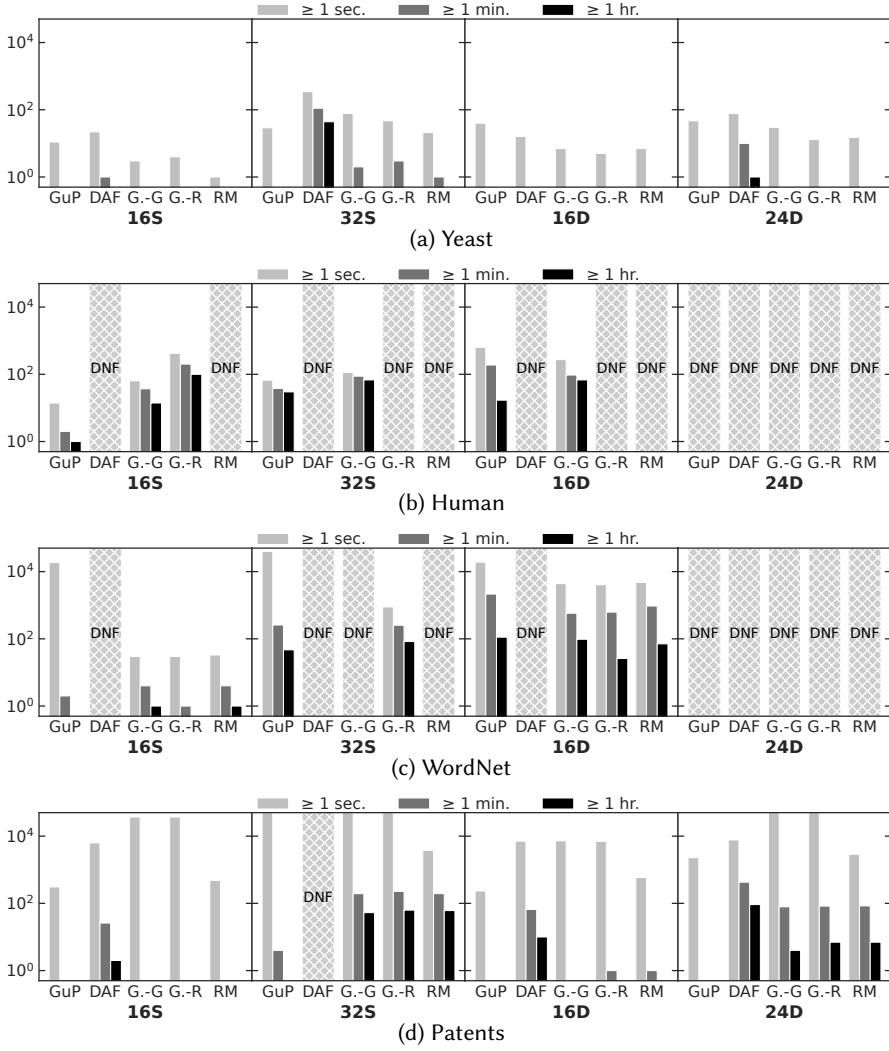 ≥ 1 sec. ≥ 1 min. ≥ 1 hr.
10⁴
10²
10⁰
GuP DAF G.-G G.-R RM GuP DAF G.-G G.-R RM GuP DAF G.-G G.-R RM GuP DAF G.-G G.-R RM
16S 32S 16D 24D
(a) Yeast
≥ 1 sec. ≥ 1 min. ≥ 1 hr.
10⁴
10² DNF DNF DNF DNF DNF DNF DNF DNF DNF DNF DNF DNF DNF
10⁰
GuP DAF G.-G G.-R RM GuP DAF G.-G G.-R RM GuP DAF G.-G G.-R RM GuP DAF G.-G G.-R RM
16S 32S 16D 24D
(b) Human
≥ 1 sec. ≥ 1 min. ≥ 1 hr.
10⁴
10² DNF DNF DNF DNF DNF DNF DNF DNF DNF DNF
10⁰
GuP DAF G.-G G.-R RM GuP DAF G.-G G.-R RM GuP DAF G.-G G.-R RM GuP DAF G.-G G.-R RM
16S 32S 16D 24D
(c) WordNet
≥ 1 sec. ≥ 1 min. ≥ 1 hr.
10⁴
10² DNF
10⁰
GuP DAF G.-G G.-R RM GuP DAF G.-G G.-R RM GuP DAF G.-G G.-R RM GuP DAF G.-G G.-R RM
16S 32S 16D 24D
(d) Patents